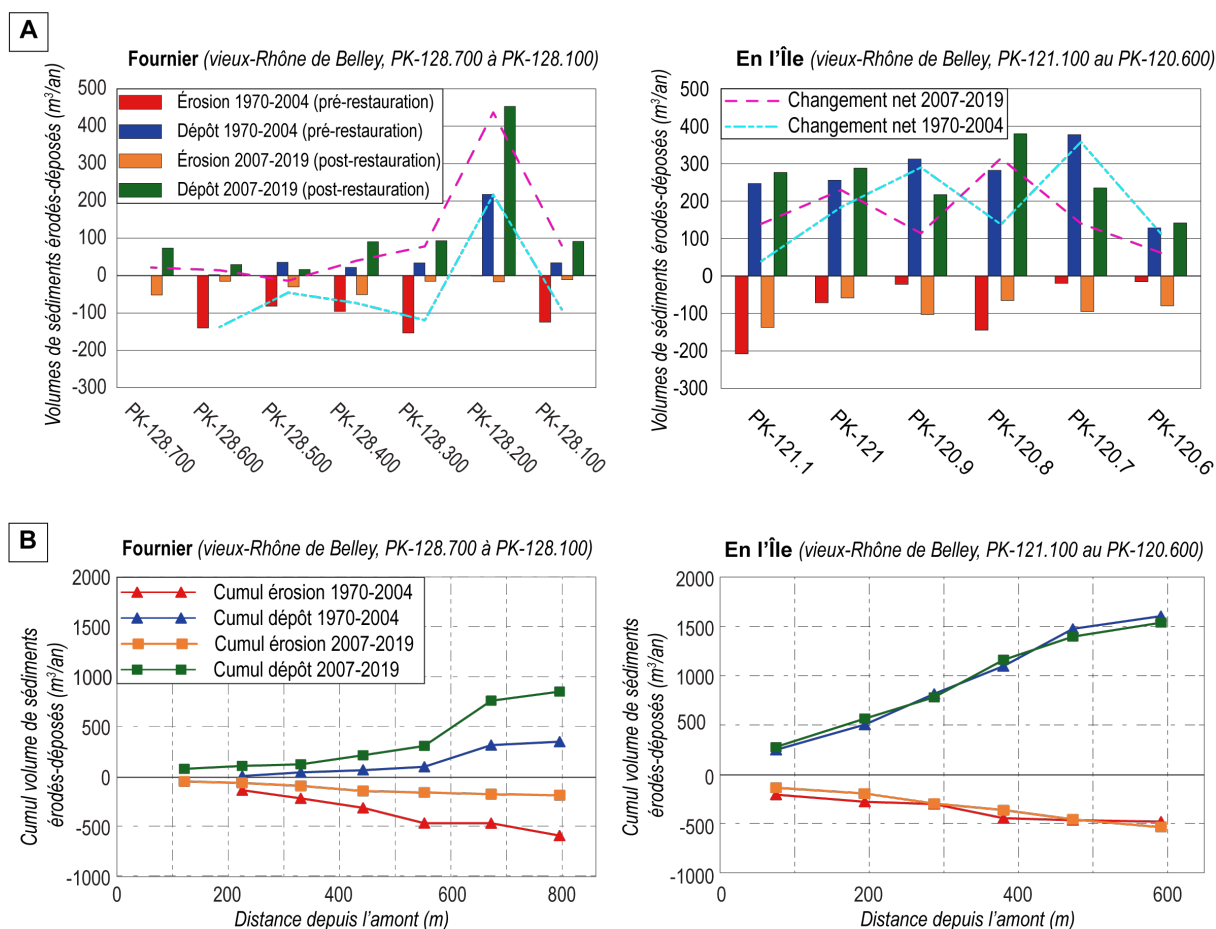 A
Fournier (vieux-Rhône de Belley, PK-128.700 à PK-128.100)
Volumes de sédiments érodés-déposés (m³/an)
500
400
300
200
100
0
-100
-200
-300
Érosion 1970-2004 (pré-restauration)
Dépôt 1970-2004 (pré-restauration)
Érosion 2007-2019 (post-restauration)
Dépôt 2007-2019 (post-restauration)
PK-128.700
PK-128.600
PK-128.500
PK-128.400
PK-128.300
PK-128.200
PK-128.100
En l'Île (vieux-Rhône de Belley, PK-121.100 au PK-120.600)
Volumes de sédiments érodés-déposés (m³/an)
500
400
300
200
100
0
-100
-200
-300
Changement net 2007-2019
Changement net 1970-2004
PK-121.1
PK-121
PK-120.9
PK-120.8
PK-120.7
PK-120.6
B
Fournier (vieux-Rhône de Belley, PK-128.700 à PK-128.100)
Cumul volume de sédiments
érodés-déposés (m³/an)
2000
1500
1000
500
0
-500
-1000
Cumul érosion 1970-2004
Cumul dépôt 1970-2004
Cumul érosion 2007-2019
Cumul dépôt 2007-2019
0
200
400
600
800
Distance depuis l'amont (m)
En l'Île (vieux-Rhône de Belley, PK-121.100 au PK-120.600)
Cumul volume de sédiments
érodés-déposés (m³/an)
2000
1500
1000
500
0
-500
-1000
0
200
400
600
Distance depuis l'amont (m)